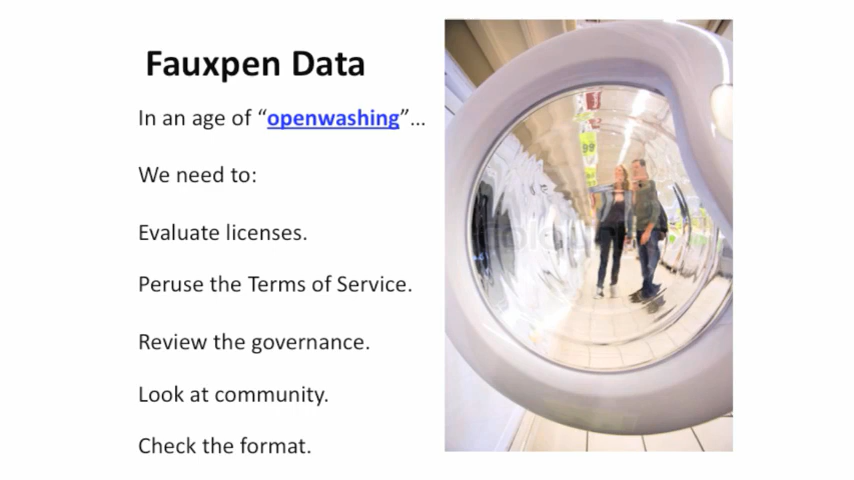 Fauxpen Data
In an age of “openwashing”...
We need to:
Evaluate licenses.
Peruse the Terms of Service.
Review the governance.
Look at community.
Check the format.
99